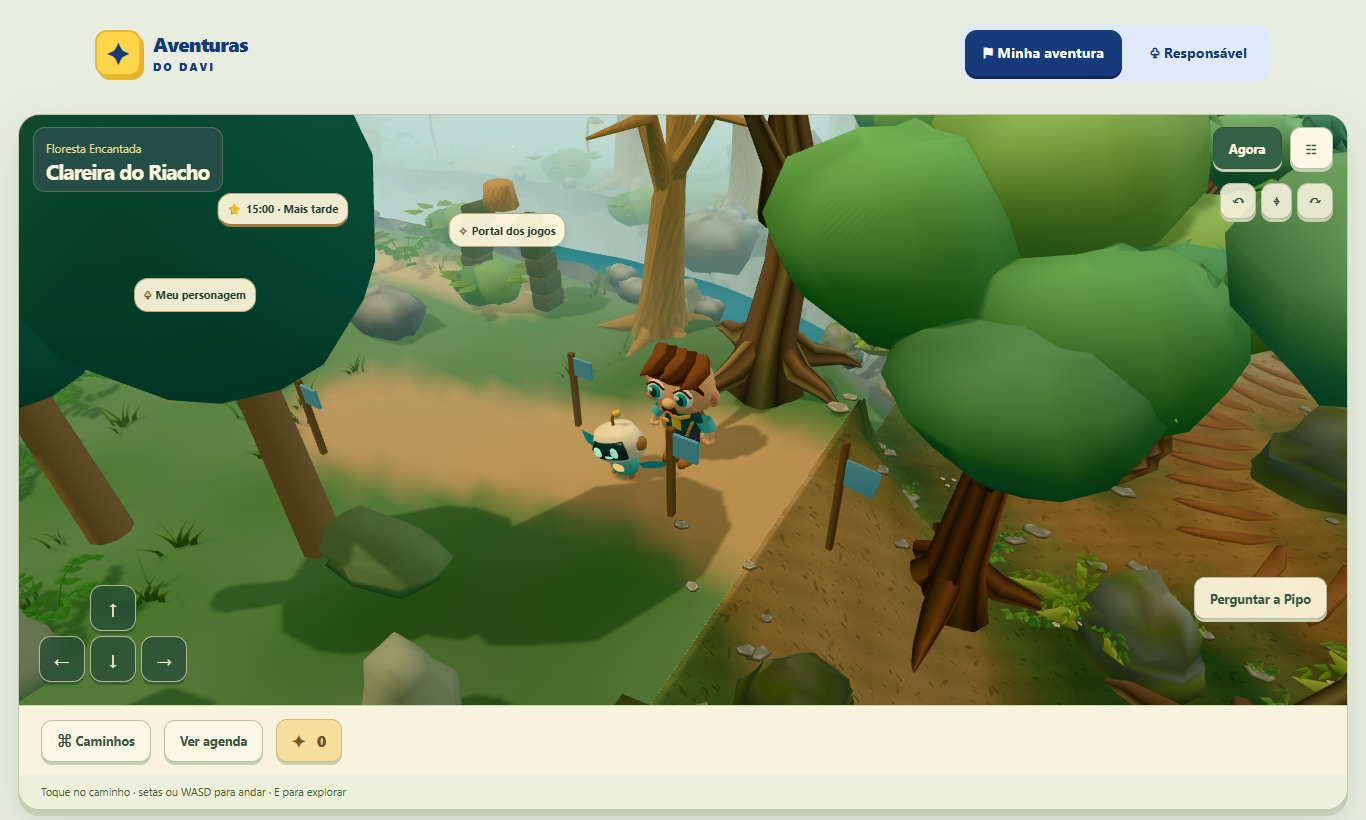 Aventuras
DO DAVI
Minha aventura
Responsável
Floresta Encantada
Clareira do Riacho
Agora
15:00 · Mais tarde
Portal dos jogos
Meu personagem
Perguntar a Pipo
Caminhos
Ver agenda
0
Toque no caminho · setas ou WASD para andar · E para explorar